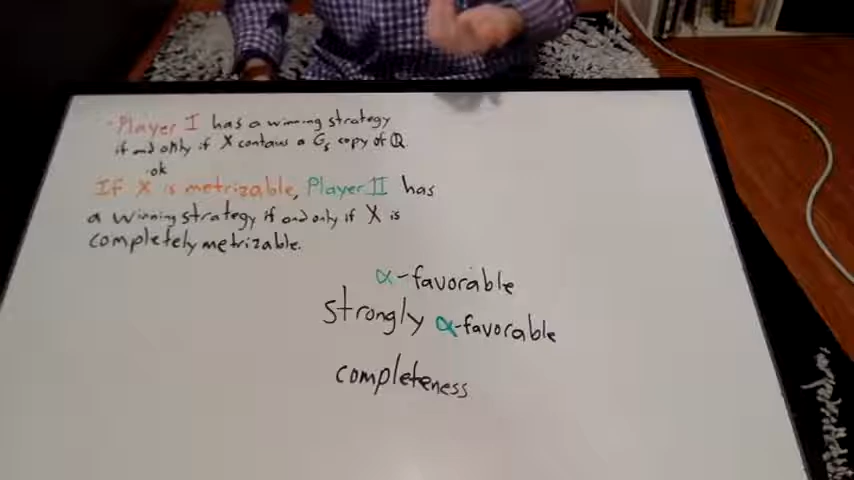 Player I has a winning strategy
if and only if X contains a Gδ copy of ℚ
ok
If X is metrizable, Player II has
a winning strategy if and only if X is
completely metrizable.
α-favorable
strongly α-favorable
completeness